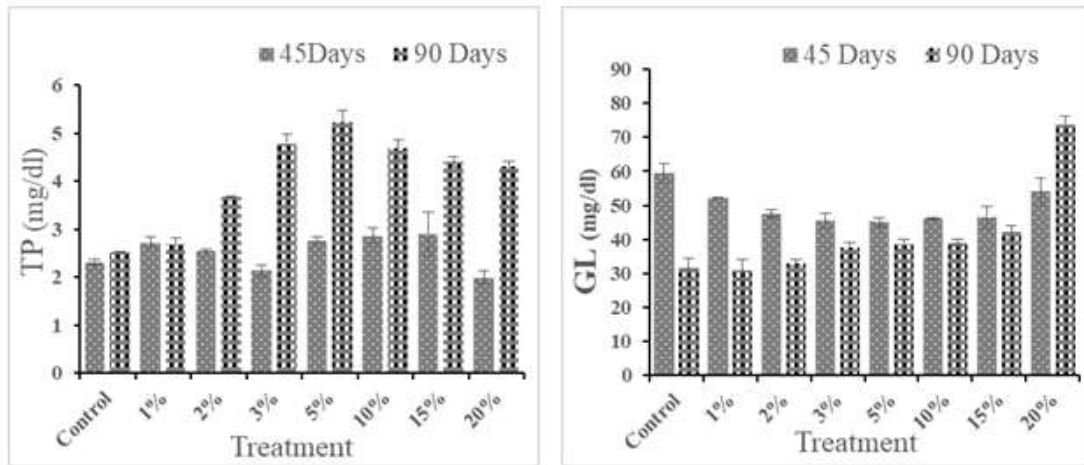 45Days 90 Days
6
5
4
3
2
1
0
TP (mg/dl)
Control 1% 2% 3% 5% 10% 15% 20%
Treatment
45 Days 90 Days
90
80
70
60
50
40
30
20
10
0
GL (mg/dl)
Control 1% 2% 3% 5% 10% 15% 20%
Treatment